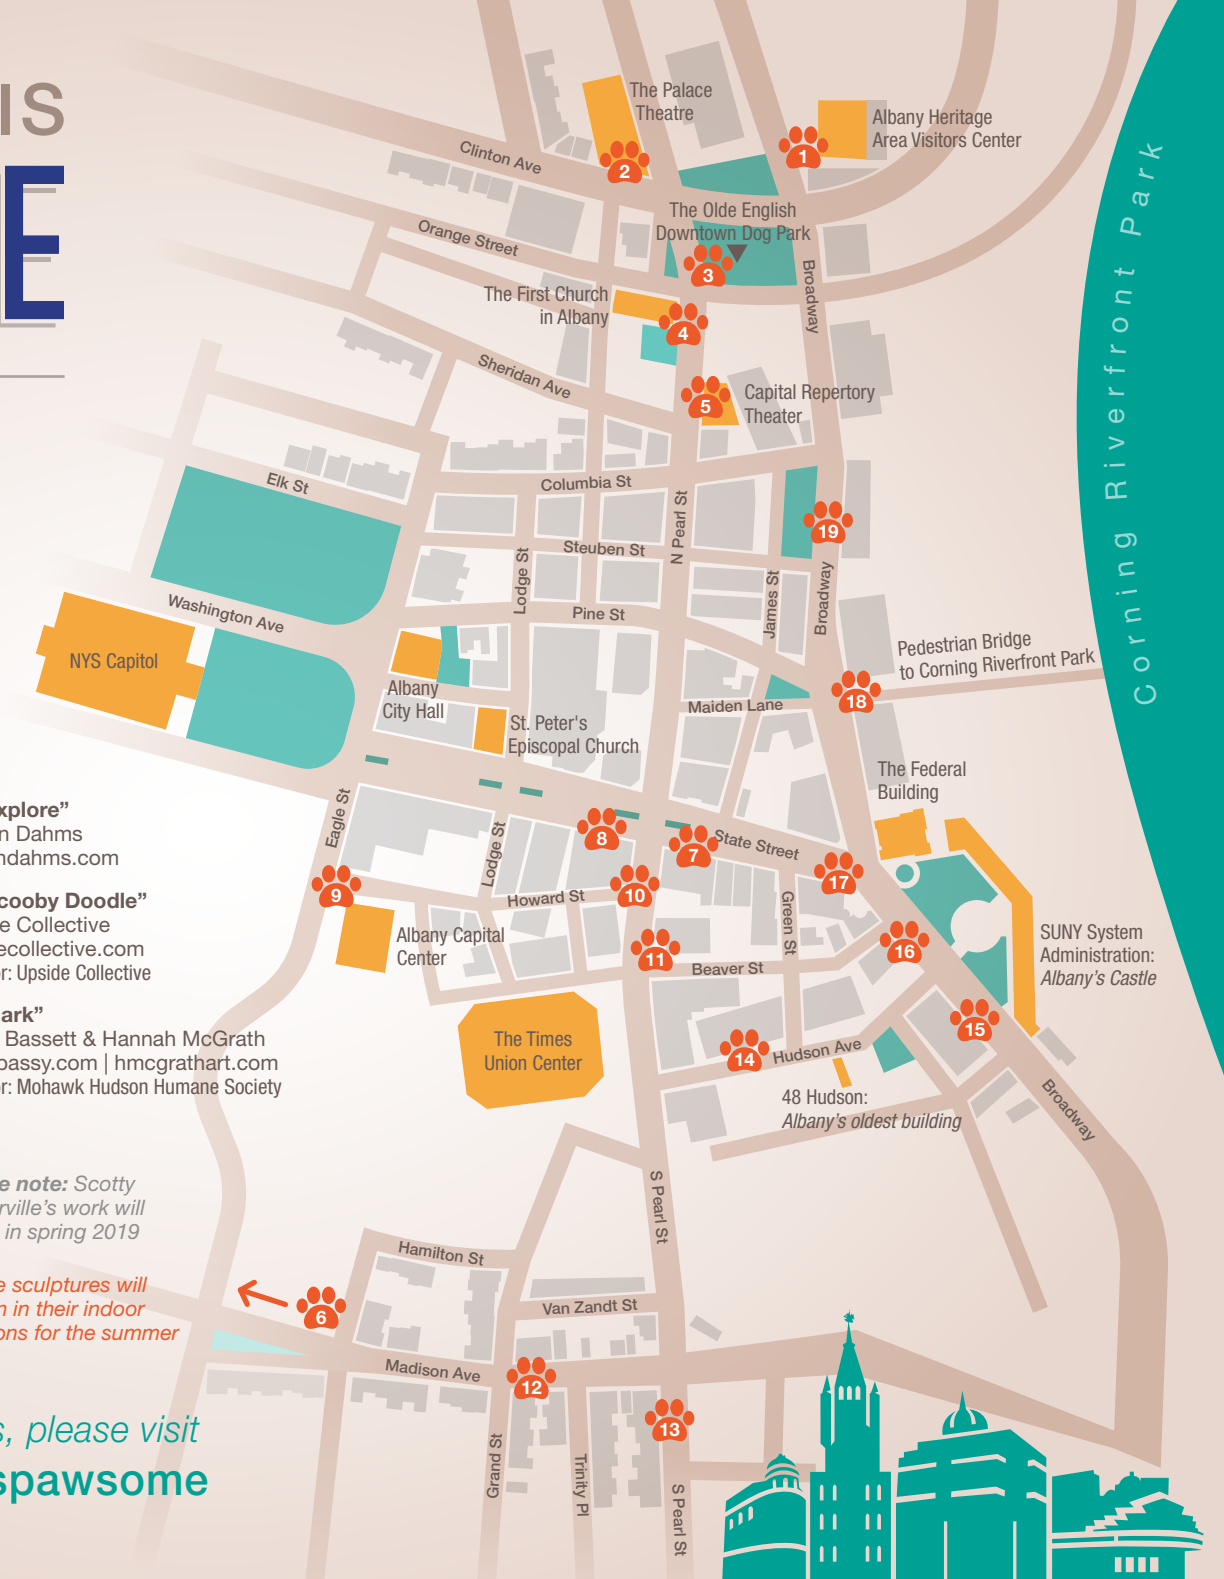 IS
E
The Palace
Theatre
Albany Heritage
Area Visitors Center
1
2
Clinton Ave
The Olde English
Downtown Dog Park
3
Orange Street
Broadway
The First Church
in Albany
4
Sheridan Ave
5
Capital Repertory
Theater
Corning Riverfront Park
Elk St
Columbia St
N Pearl St
19
Steuben St
Lodge St
James St
Broadway
Washington Ave
Pine St
NYS Capitol
Pedestrian Bridge
to Corning Riverfront Park
18
Albany
City Hall
Maiden Lane
St. Peter's
Episcopal Church
The Federal
Building
Eagle St
Lodge St
8
7
State Street
17
9
Howard St
10
Green St
Albany Capital
Center
11
Beaver St
16
SUNY System
Administration:
Albany's Castle
15
The Times
Union Center
14
Hudson Ave
48 Hudson:
Albany's oldest building
Broadway
S Pearl St
Hamilton St
6
Van Zandt St
Madison Ave
12
13
Grand St
Trinity Pl
S Pearl St
xplore”
n Dahms
ndahms.com
cooby Doodle”
e Collective
ecollective.com
or: Upside Collective
ark”
Bassett & Hannah McGrath
bassy.com | hmcgrathart.com
or: Mohawk Hudson Humane Society
e note: Scotty
rville’s work will
in spring 2019
e sculptures will
n in their indoor
ons for the summer
s, please visit
spawsome